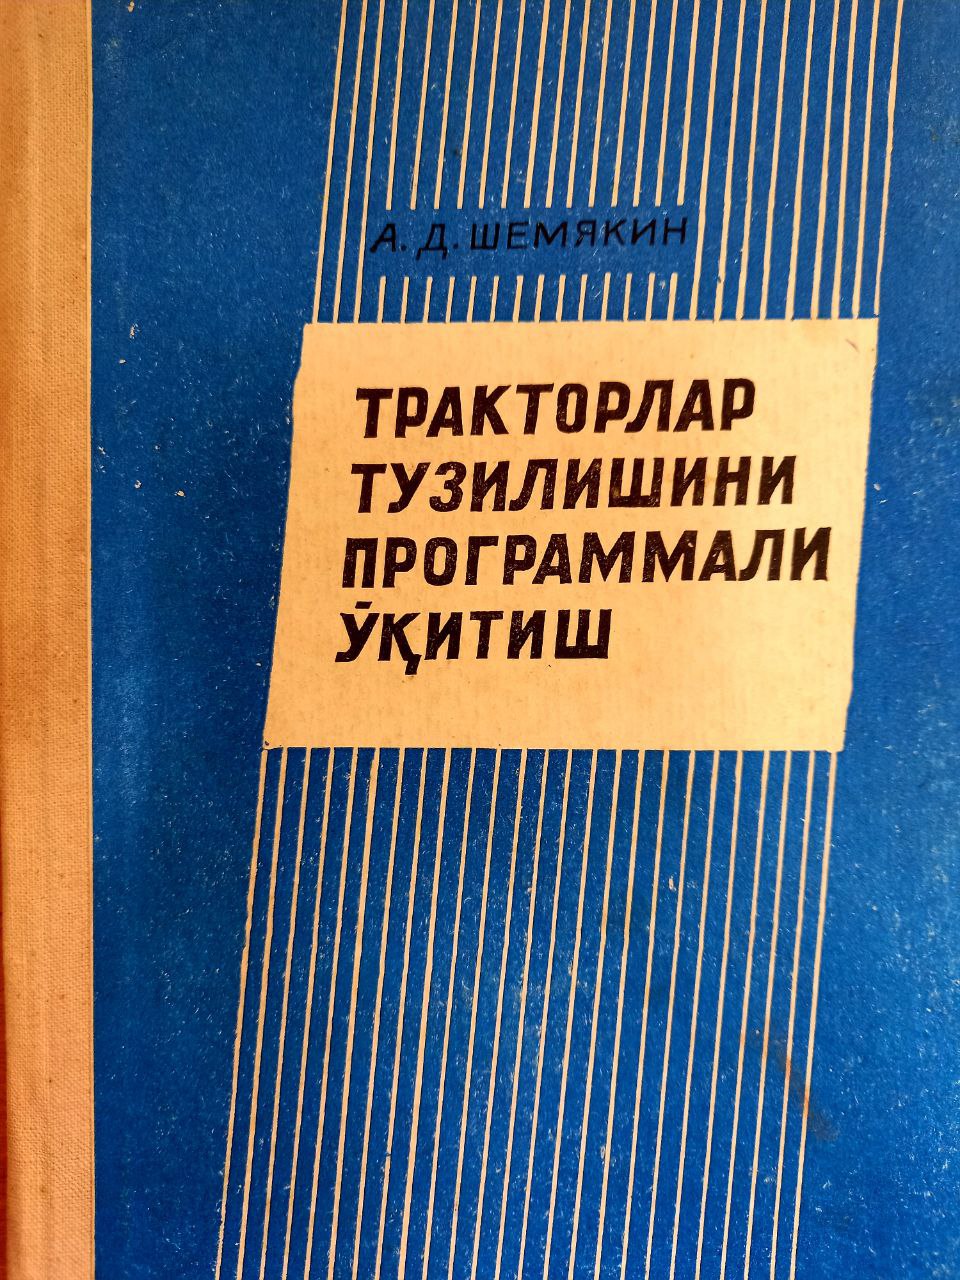 А. Д. ШЕМЯКИН
ТРАКТОРЛАР
ТУЗИЛИШИНИ
ПРОГРАММАЛИ
ЎҚИТИШ